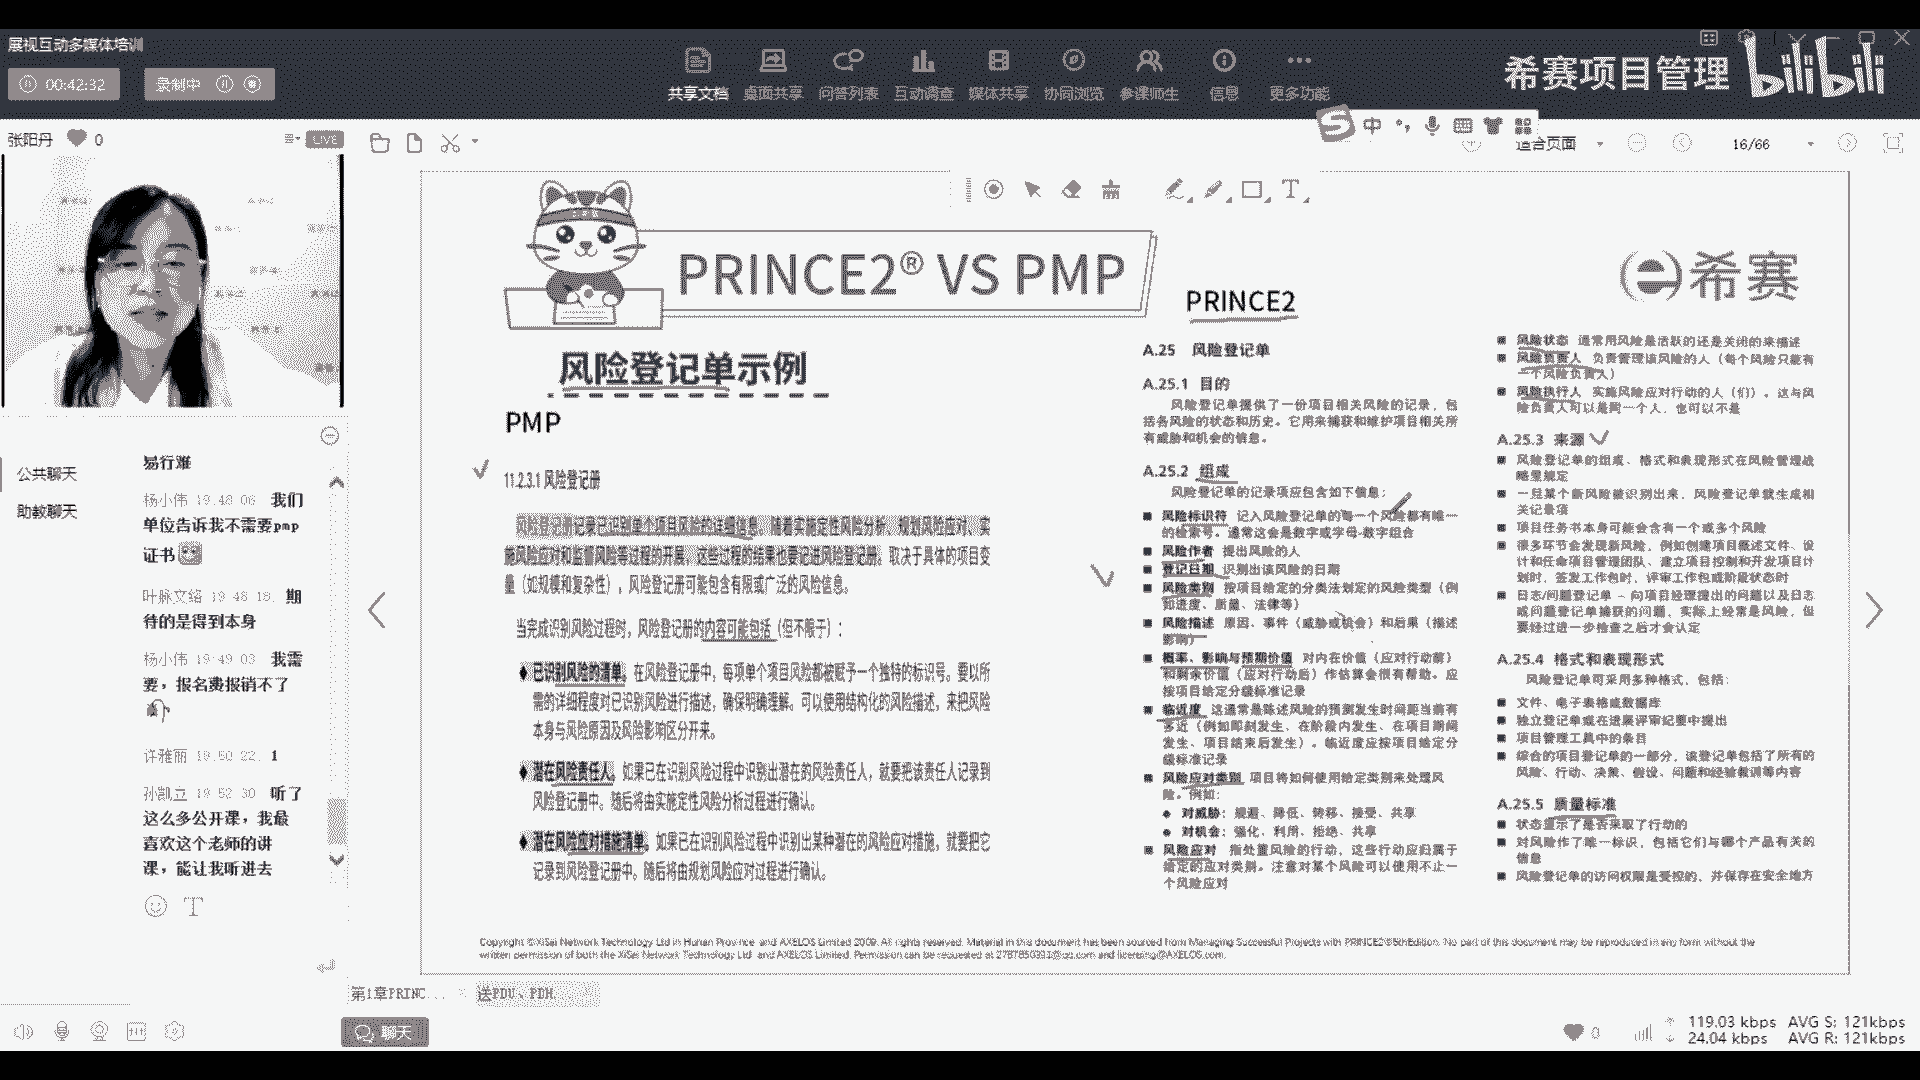 展视互动多媒体培训
00:42:32
录制中
共享文档
桌面共享
问答列表
互动调查
媒体共享
协同浏览
参课师生
信息
更多功能
希赛项目管理
bilibili
张阳丹
0
LIVE
中
适合页面
16/66
公共聊天
助教聊天
易行难
杨小伟 19:48:06 我们
单位告诉我不需要pmp
证书
叶脉文络 19:48:18. 期
待的是得到本身
杨小伟 19:49:03 我需
要，报名费报销不了
许雅丽 19:50:22. 1
孙凯立 19:52:30 听了
这么多公开课，我最
喜欢这个老师的讲
课，能让我听进去
PRINCE2® VS PMP
希赛
风险登记单示例
PMP
11.2.3.1 风险登记册
风险登记册记录已识别单个项目风险的详细信息。随着实施定性风险分析、规划风险应对、实
施风险应对和监督风险等过程的开展，这些过程的结果也要记进风险登记册。取决于具体的项目变
量（如规模和复杂性），风险登记册可能包含有限或广泛的风险信息。
当完成识别风险过程时，风险登记册的内容可能包括（但不限于）：
◆ 已识别风险的清单。在风险登记册中，每项单个项目风险都被赋予一个独特的标识号。要以所
需的详细程度对已识别风险进行描述，确保明确理解。可以使用结构化的风险描述，来把风险
本身与风险原因及风险影响区分开来。
◆ 潜在风险责任人。如果已在识别风险过程中识别出潜在的风险责任人，就要把该责任人记录到
风险登记册中。随后将由实施定性风险分析过程进行确认。
◆ 潜在风险应对措施清单。如果已在识别风险过程中识别出某种潜在的风险应对措施，就要把它
记录到风险登记册中。随后将由规划风险应对过程进行确认。
PRINCE2
A.25 风险登记单
A.25.1 目的
风险登记单提供了一份项目相关风险的记录，包
括各风险的状态和历史。它用来捕获和维护项目相关所
有威胁和机会的信息。
A.25.2 组成
风险登记单的记录项应包含如下信息：
■ 风险标识符 记入风险登记单的每一个风险都有唯一
的检索号。通常这会是数字或字母-数字组合
■ 风险作者 提出风险的人
■ 登记日期 识别出该风险的日期
■ 风险类别 按项目给定的分类法划定的风险类型（例
如进度、质量、法律等）
■ 风险描述 原因、事件（威胁或机会）和后果（描述
影响）
■ 概率、影响与预期价值 对内在价值（应对行动前）
和剩余价值（应对行动后）作估算会很有帮助。应
按项目给定分级标准记录
■ 临近度 这通常是陈述风险的预测发生时间距当前有
多近（例如即刻发生、在阶段内发生、在项目期间
发生、项目结束后发生）。临近度应按项目给定分
级标准记录
■ 风险应对类别 项目将如何使用给定类别来处理风
险。例如：
● 对威胁：规避、降低、转移、接受、共享
● 对机会：强化、利用、拒绝、共享
■ 风险应对 指处置风险的行动，这些行动应归属于
给定的应对类别。注意对某个风险可以使用不止一
个风险应对
■ 风险状态 通常用风险是活跃的还是关闭的来描述
■ 风险负责人 负责管理该风险的人（每个风险只能有
一个风险负责人）
■ 风险执行人 实施风险应对行动的人（们）。这与风
险负责人可以是同一个人，也可以不是
A.25.3 来源
■ 风险登记单的组成、格式和表现形式在风险管理战
略里规定
■ 一旦某个新风险被识别出来，风险登记单就生成相
关记录项
■ 项目任务书本身可能会含有一个或多个风险
■ 很多环节会发现新风险，例如创建项目概述文件、设
计和任命项目管理团队、建立项目控制和开发项目计
划时，签发工作包时，评审工作包或阶段状态时
■ 日志/问题登记单 – 向项目经理提出的问题以及日志
或问题登记单捕获的问题，实际上经常是风险，但
要经过进一步检查之后才会认定
A.25.4 格式和表现形式
风险登记单可采用多种格式，包括：
■ 文件、电子表格或数据库
■ 独立登记单或在进展评审纪要中提出
■ 项目管理工具中的条目
■ 综合的项目登记单的一部分，该登记单包括了所有的
风险、行动、决策、假设、问题和经验教训等内容
A.25.5 质量标准
■ 状态显示了是否采取了行动的
■ 对风险作了唯一标识，包括它们与哪个产品有关的
信息
■ 风险登记单的访问权限是受控的，并保存在安全地方
Copyright ©XiSai Network Technology Ltd in Hunan Province and AXELOS Limited 2009. All rights reserved. Material in this document has been sourced from Managing Successful Projects with PRINCE2®5thEdition. No part of this document may be reproduced in any form without the
written permission of both the XiSai Network Technology Ltd and AXELOS Limited. Permission can be requested at and licensing@AXELOS.com.
第1章PRINC...
送PDU、PDH
聊天
0
119.03 kbps AVG S: 121kbps
24.04 kbps AVG R: 121kbps